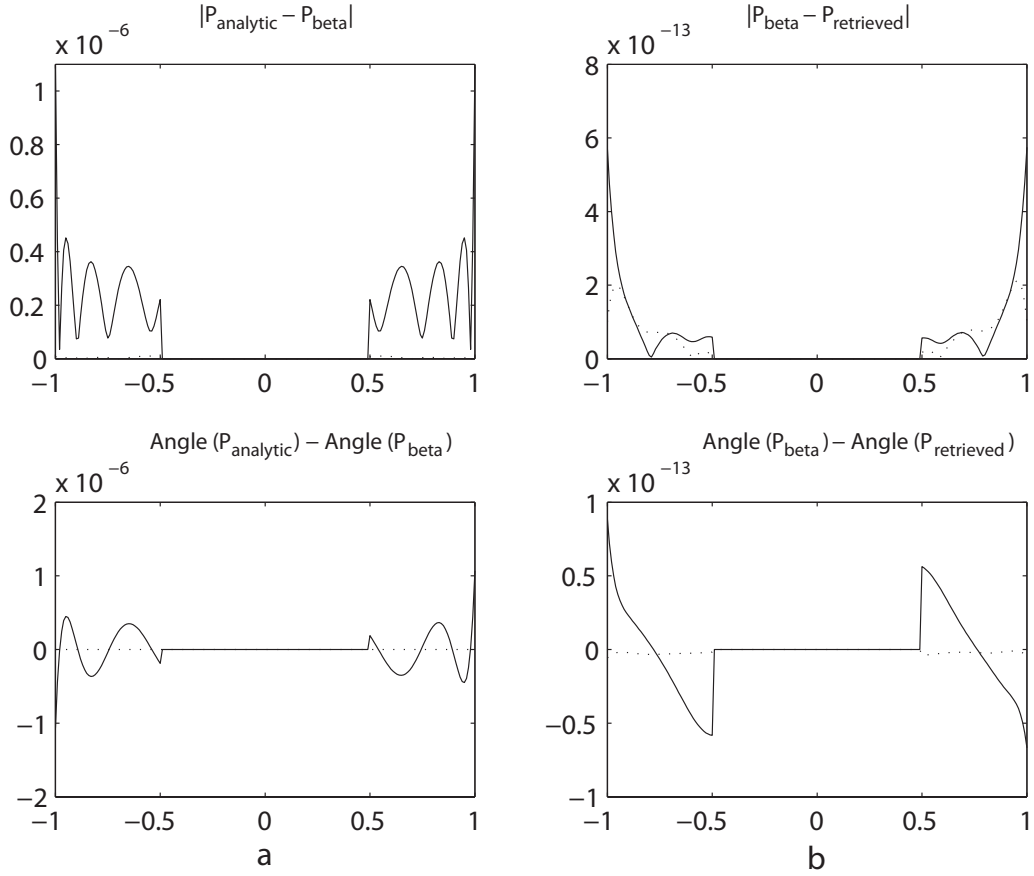 |P_analytic − P_beta|
x 10^−6
1
0.8
0.6
0.4
0.2
0
−1 −0.5 0 0.5 1
|P_beta − P_retrieved|
x 10^−13
8
6
4
2
0
−1 −0.5 0 0.5 1
Angle (P_analytic) − Angle (P_beta)
x 10^−6
2
1
0
−1
−2
−1 −0.5 0 0.5 1
a
Angle (P_beta) − Angle (P_retrieved)
x 10^−13
1
0.5
0
−0.5
−1
−1 −0.5 0 0.5 1
b